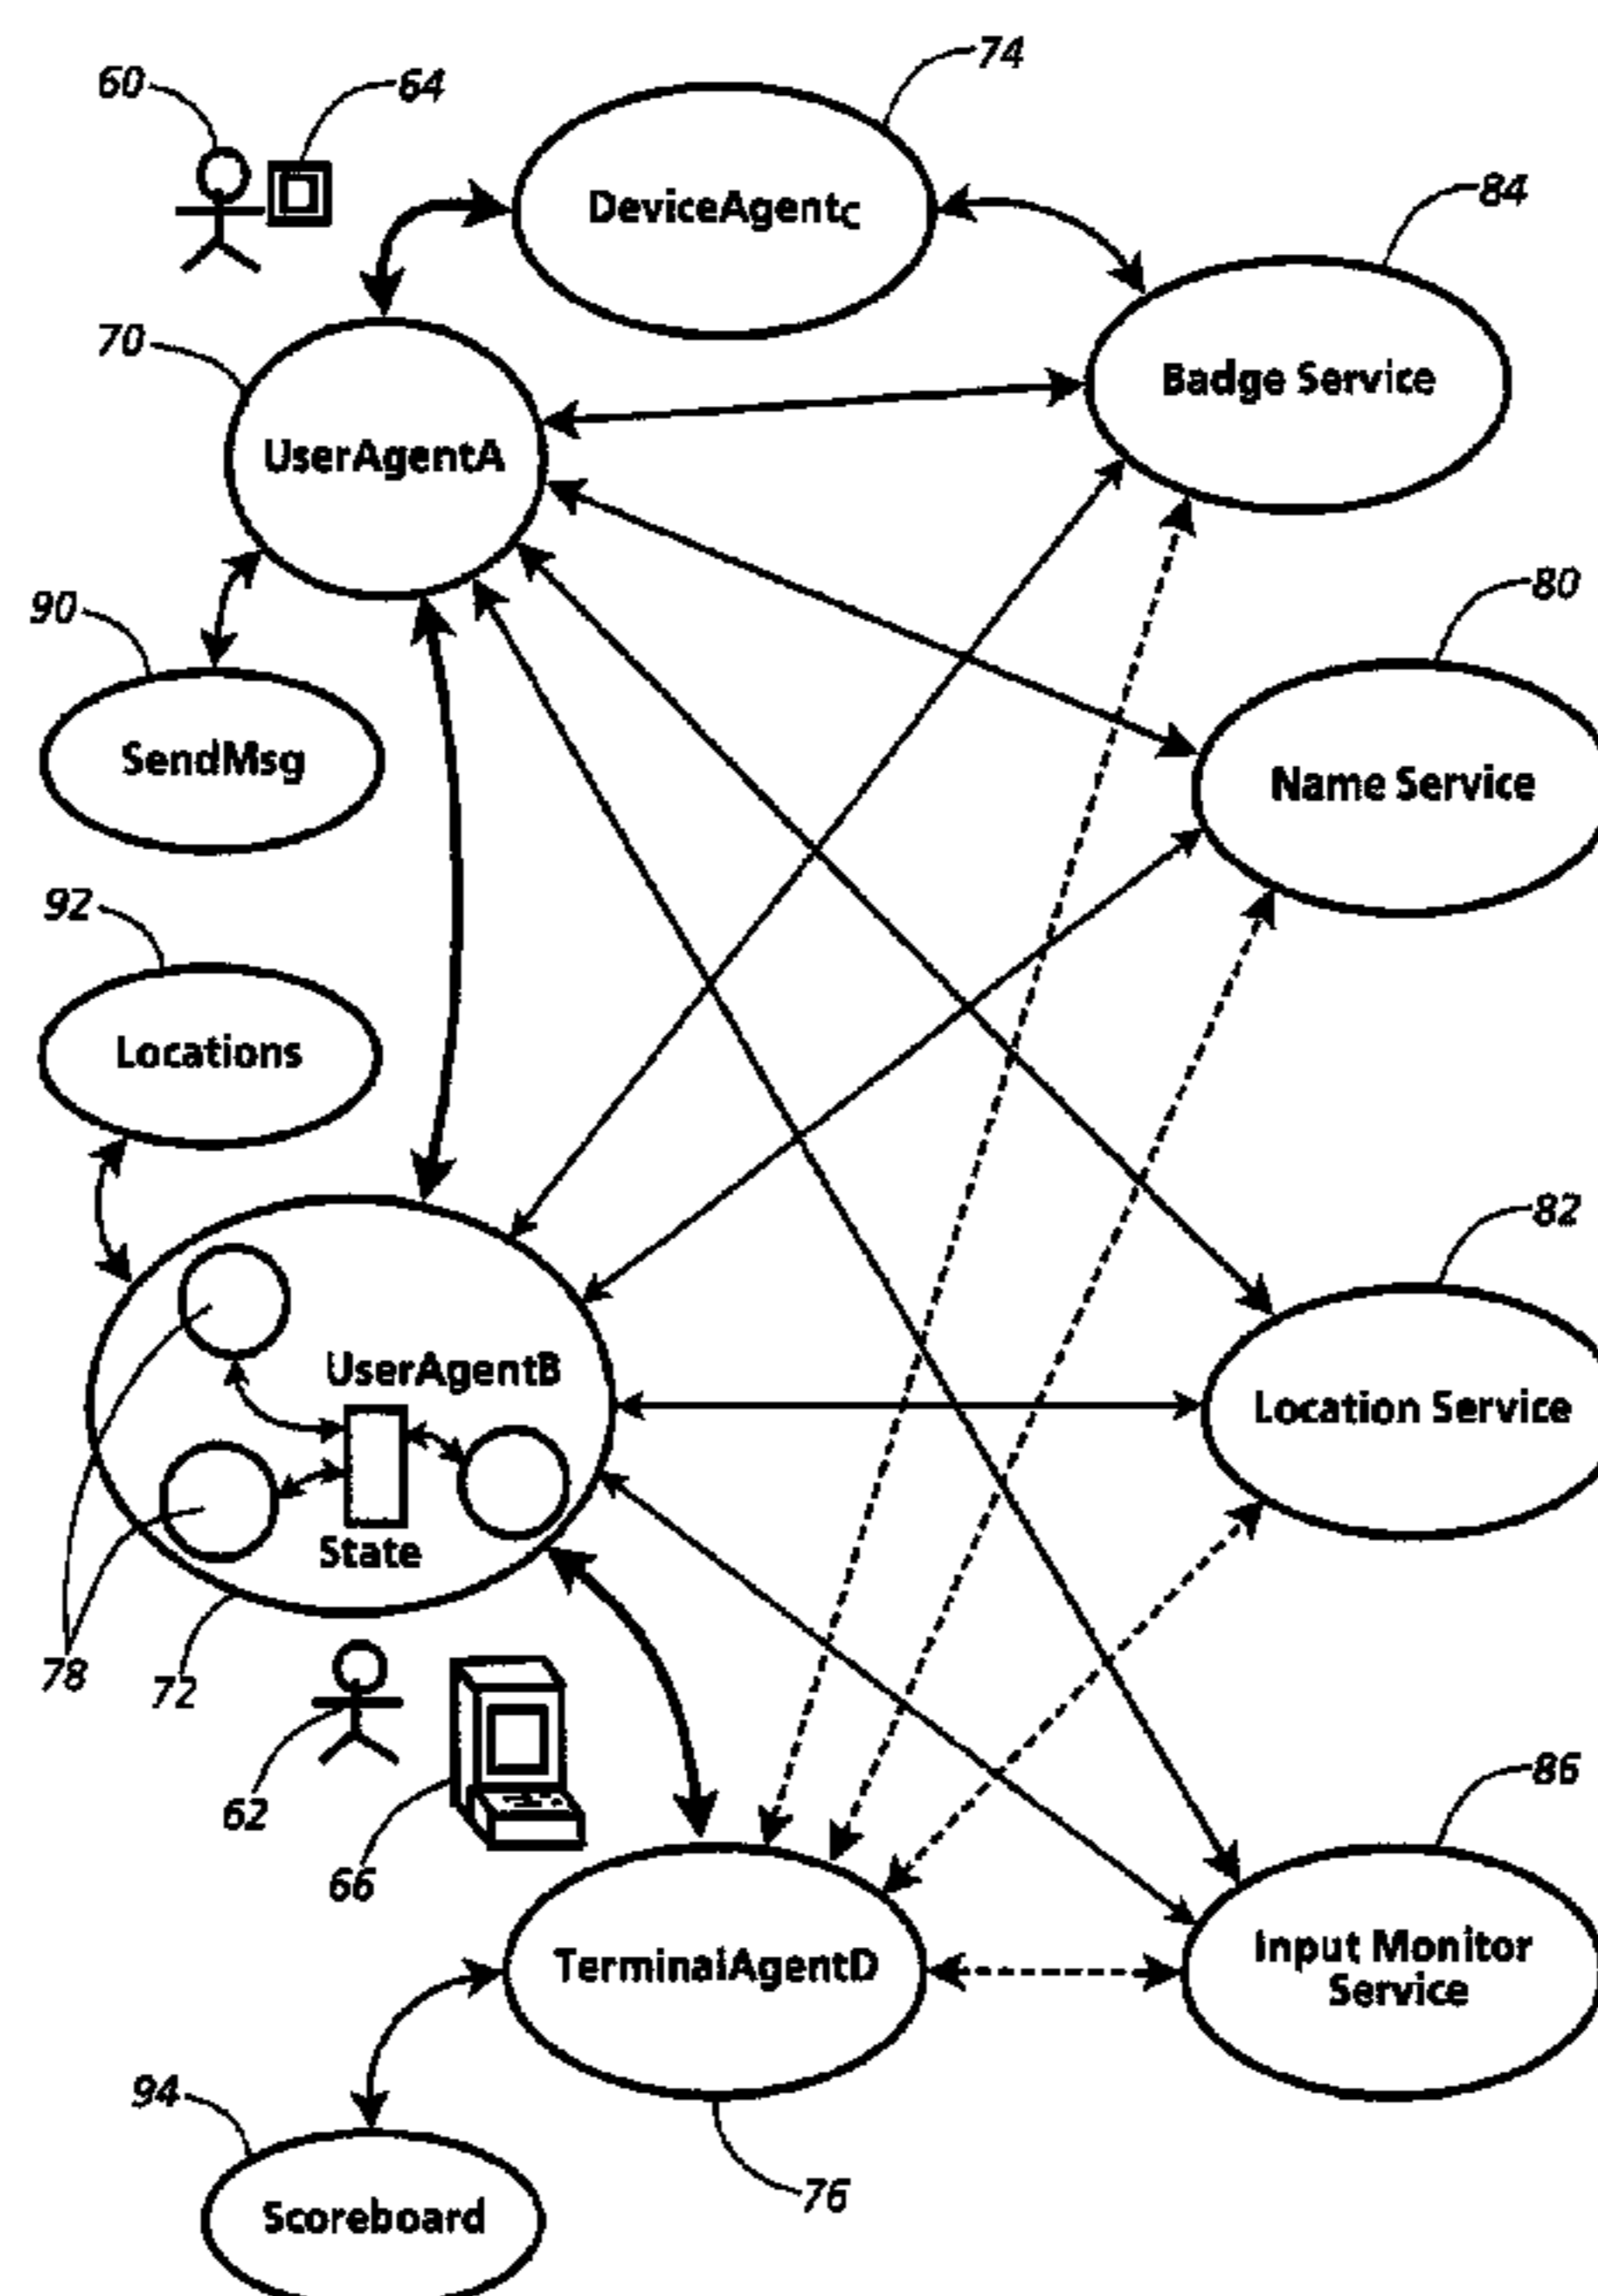 74
60
64
DeviceAgentC
84
70
Badge Service
UserAgentA
80
90
SendMsg
Name Service
92
Locations
82
UserAgentB
Location Service
State
78
72
86
62
66
Input Monitor
Service
TerminalAgentD
94
76
Scoreboard